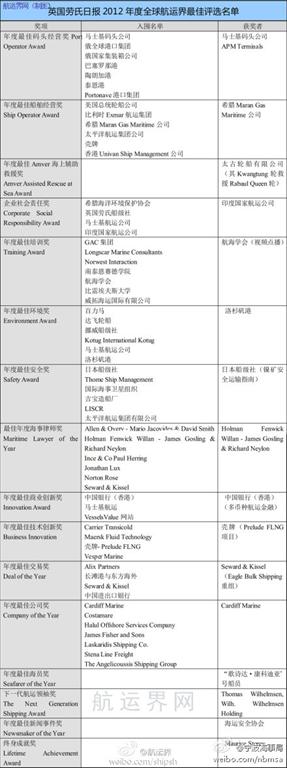 航运界网（制图）
英国劳氏日报 2012 年度全球航运界最佳评选名单
奖项 入围名单 获奖者
年度最佳码头经营奖 Port Operator Award
马士基码头公司
俄全球港口集团
俄国家集装箱公司
巴塞罗那港
陶朗加港
泰恩港
Portonave 港口集团
马士基码头公司
APM Terminals
年度最佳船舶经营奖
Ship Operator Award
英国总统轮船公司
比利时 Exmar 航运集团
希腊 Maran Gas Maritime 公司
太平洋航运集团公司
壳牌
香港 Univan Ship Management 公司
希腊 Maran Gas Maritime 公司
年度最佳 Amver 海上辅助救援奖
Amver Assisted Rescue at Sea Award
太古轮船有限公司（其 Kwangtung 轮救援 Rabaul Queen 轮）
企业社会责任奖
Corporate Social Responsibility Award
希腊海洋环境保护协会
英国劳氏船级社
马士基航运公司
印度国家航运公司
印度国家航运公司
年度最佳培训奖
Training Award
GAC 集团
Longscar Marine Consultants
Norwest Interaction
南泰恩赛德学院
航海学会
比雷埃夫斯大学
威拓海运国际有限公司
航海学会（视频点播）
年度最佳环境奖
Environment Award
百力马
达飞轮船
挪威船级社
Kotug International Kotug
马士基航运公司
洛杉矶港
洛杉矶港
年度最佳安全奖
Safety Award
日本船级社
Thome Ship Management
国际海事卫星组织
吉宝造船厂
LISCR
太平洋航运集团有限公司
日本船级社（镍矿安全运输指南）
最佳年度海事律师奖
Maritime Lawyer of the Year
Allen & Overy - Mario Jacovides & David Smith
Holman Fenwick Willan - James Gosling & Richard Neylon
Ince & Co Paul Herring
Jonathan Lux
Norton Rose
Seward & Kissel
Holman Fenwick Willan - James Gosling & Richard Neylon
年度最佳商业创新奖
Innovation Award
中国银行（香港）
马士基航运
VesselsValue 网站
中国银行（香港）（多币种航运金融）
年度最佳技术创新奖
Business Innovation
Carrier Transicold
Maersk Fluid Technology
壳牌- Prelude FLNG
Vesper Marine
壳牌（Prelude FLNG 项目）
年度最佳交易奖
Deal of the Year
Alix Partners
长滩港与东方海外
Seward & Kissel
中国进出口银行
Seward & Kissel（Eagle Bulk Shipping 重组）
年度最佳公司奖
Company of the Year
Cardiff Marine
Costamare
Halul Offshore Services Company
James Fisher and Sons
Laskaridis Shipping Co.
Stena Line Freight
The Angelicoussis Shipping Group
Cardiff Marine
年度最佳海员奖
Seafarer of the Year
“歌诗达·康科迪亚”号船员
下一代航运领袖奖
The Next Generation Shipping Award
Thomas Wilhelmsen, Wilh. Wilhelmsen Holding
年度最佳新闻事件奖
Newsmaker of the Year
海运安全协会
终身成就奖
Lifetime Achievement Award
Maurice Storey
航运界网
@航运界
weibo.com/shipsh
@宁波海事局
weibo.com/nbmsa